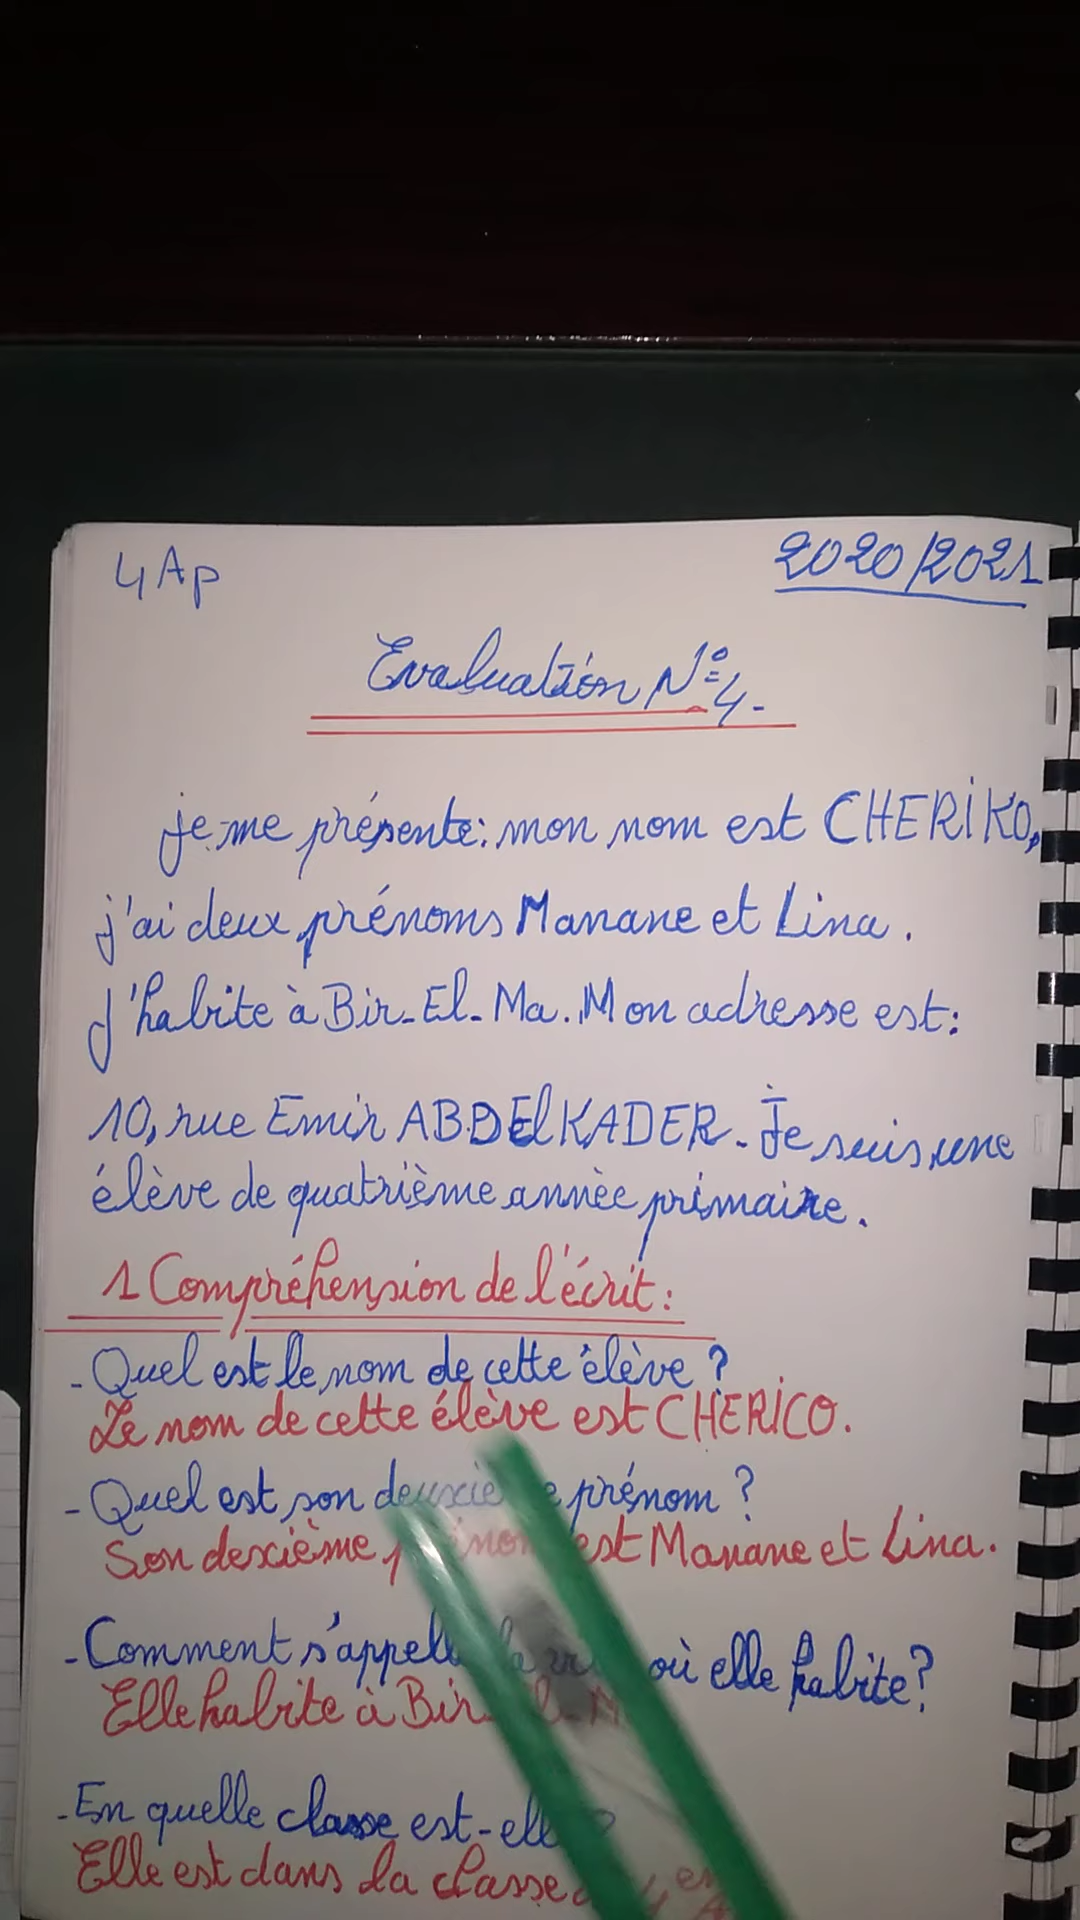 4Ap
2020/2021
Evaluation N°4-
je me présente: mon nom est CHERIKO,
j'ai deux prénoms Manane et Lina.
J'habite à Bir-El-Ma. Mon adresse est:
10, rue Emir ABDElKADER. Je suis une
élève de quatrième annèe primaire.
1 Compréhension de l'écrit:
- Quel est le nom de cette élève ?
Le nom de cette élève est CHERICO.
- Quel est son deuxième prénom ?
Son desxième est Manane et Lina.
- Comment s'appelle la où elle habite?
Elle habite à Bir
- En quelle classe est-elle
Elle est dans la classe